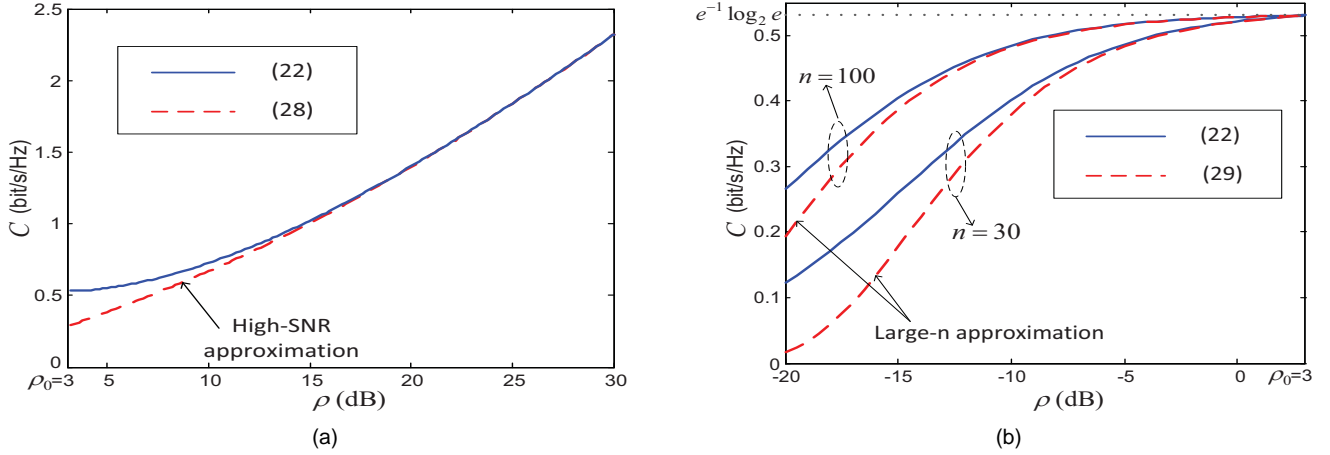 2.5
2
1.5
1
0.5
0
C (bit/s/Hz)
(22)
(28)
High-SNR
approximation
ρ₀=3
5
10
15
20
25
30
ρ (dB)
(a)
e⁻¹ log₂ e
0.5
0.4
0.3
0.2
0.1
0
C (bit/s/Hz)
n = 100
(22)
(29)
n = 30
Large-n approximation
-20
-15
-10
-5
0
ρ₀=3
ρ (dB)
(b)